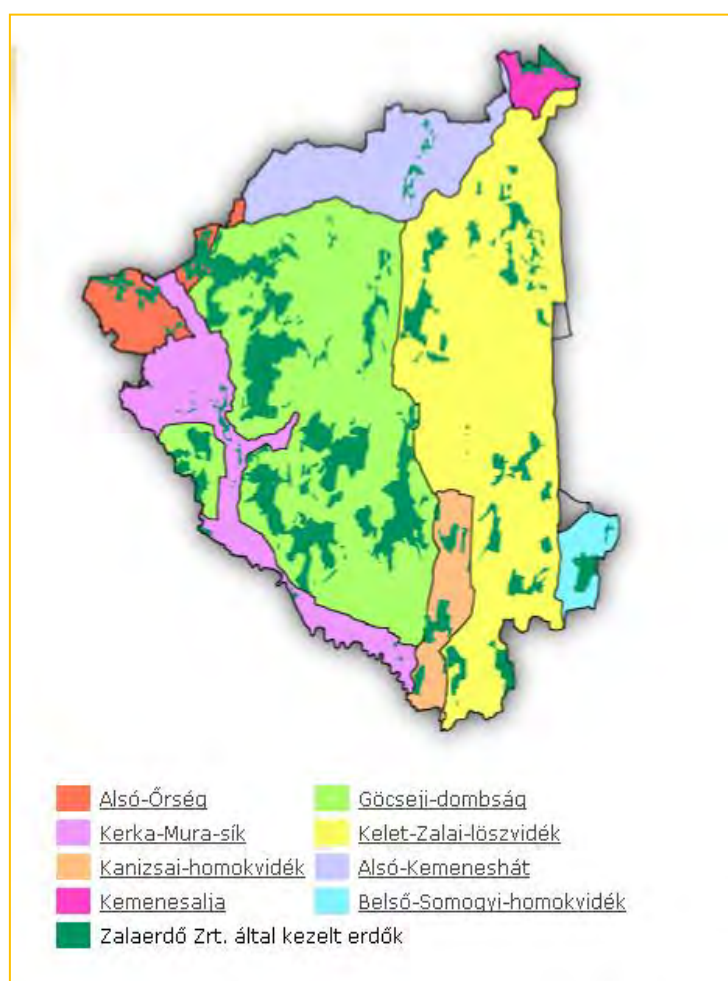 Alsó-Őrség
Göcseji-dombság
Kerka-Mura-sík
Kelet-Zalai-löszvidék
Kanizsai-homokvidék
Alsó-Kemeneshát
Kemenesalja
Belső-Somogyi-homokvidék
Zalaerdő Zrt. által kezelt erdők